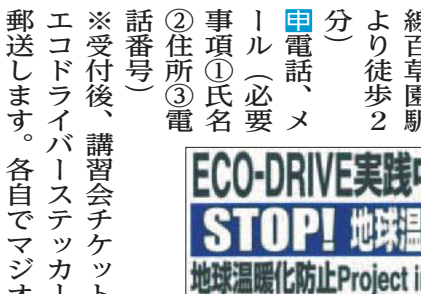 線百草園駅
より徒歩２
分）
申電話、メ
ール（必要
事項①氏名
②住所③電
話番号）
※受付後、講習会チケット
エコドライバーステッカー
郵送します。各自でマジオ
ECO-DRIVE実践中
STOP! 地球温
地球温暖化防止Project in